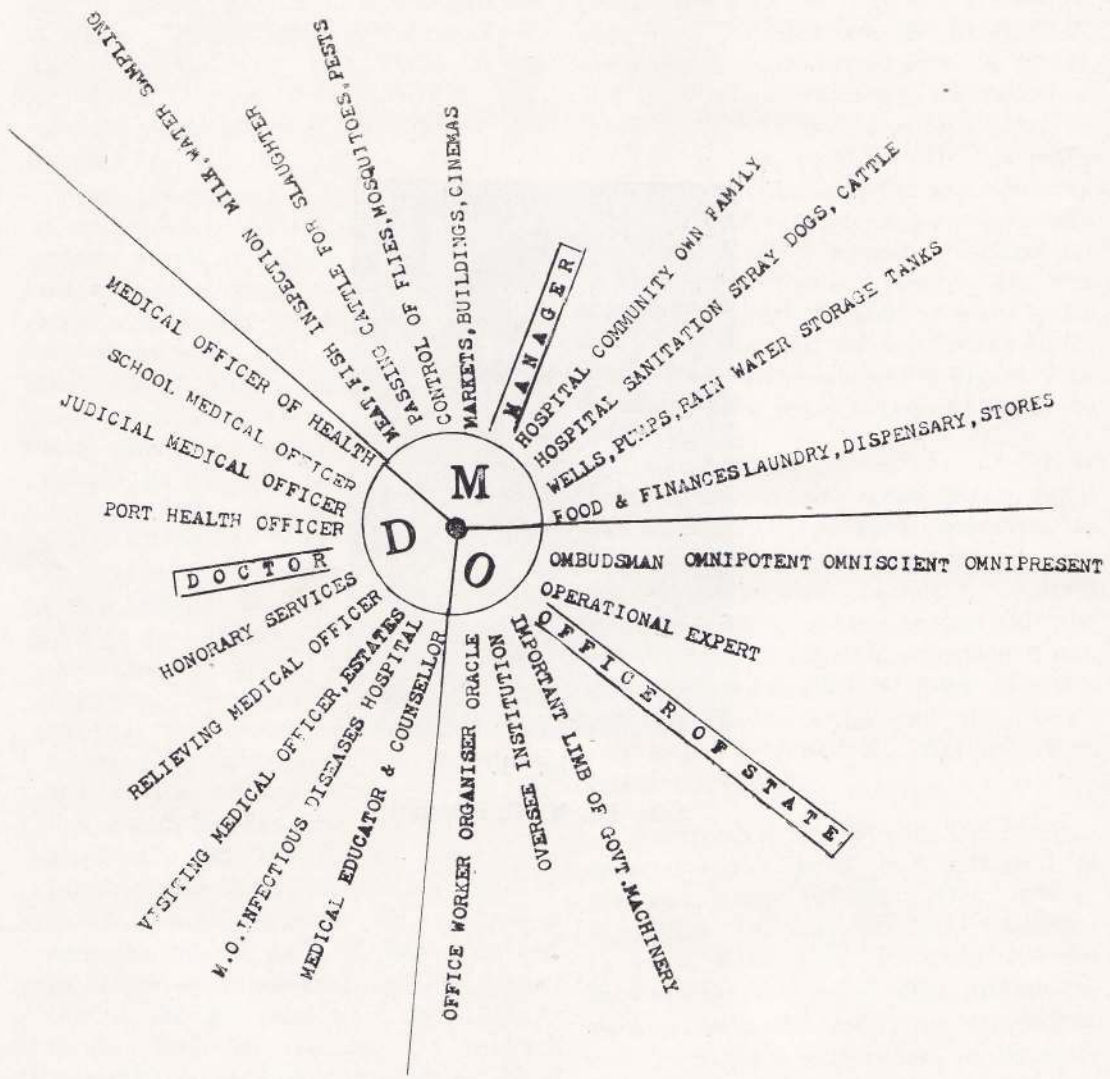 MILK, WATER SAMPLING
MEAT, FISH INSPECTION
PASSING CATTLE FOR SLAUGHTER
CONTROL OF FLIES, MOSQUITOES, PESTS
MARKETS, BUILDINGS, CINEMAS
MANAGER
HOSPITAL COMMUNITY OWN FAMILY
HOSPITAL SANITATION STRAY DOGS, CATTLE
WELLS, PUMPS, RAIN WATER STORAGE TANKS
FOOD & FINANCES LAUNDRY, DISPENSARY, STORES
M
D
O
OMBUDSMAN OMNIPOTENT OMNISCIENT OMNIPRESENT
OPERATIONAL EXPERT
OFFICER OF STATE
IMPORTANT LIMB OF GOVT. MACHINERY
OVERSEE INSTITUTION
OFFICE WORKER ORGANISER ORACLE
MEDICAL EDUCATOR & COUNSELLOR
M.O. INFECTIOUS DISEASES HOSPITAL
VISITING MEDICAL OFFICER, ESTATES
RELIEVING MEDICAL OFFICER
HONORARY SERVICES
DOCTOR
PORT HEALTH OFFICER
JUDICIAL MEDICAL OFFICER
SCHOOL MEDICAL OFFICER
MEDICAL OFFICER OF HEALTH